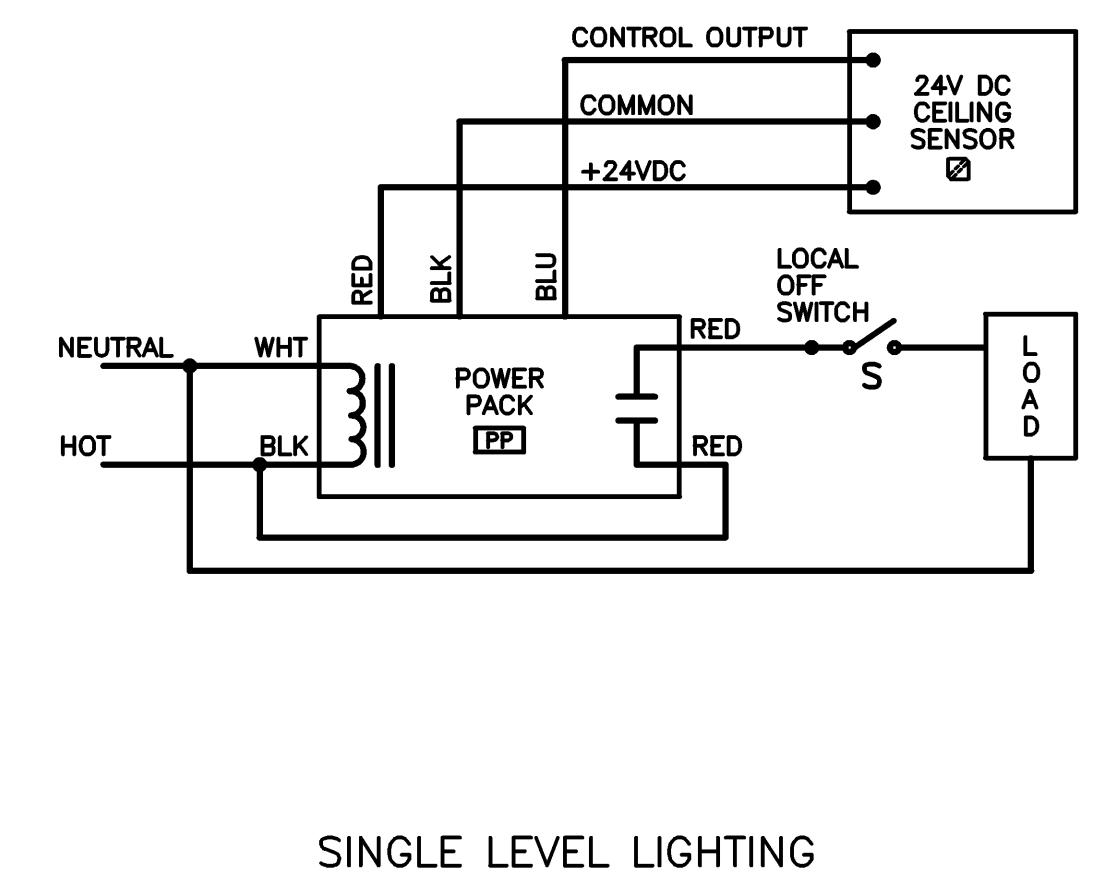 CONTROL OUTPUT
24V DC
CEILING
SENSOR
COMMON
+24VDC
RED
BLK
BLU
LOCAL
OFF
SWITCH
RED
NEUTRAL
WHT
POWER
PACK
PP
S
LOAD
HOT
BLK
RED
SINGLE LEVEL LIGHTING